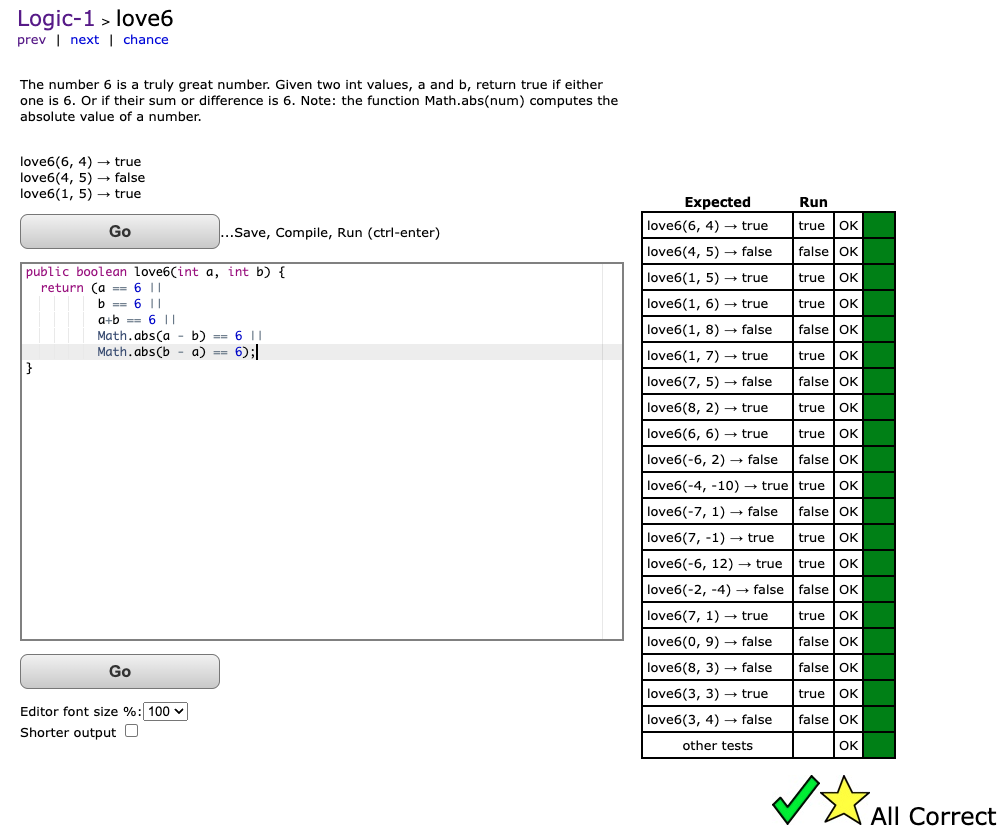 Logic-1 > love6
prev | next | chance
The number 6 is a truly great number. Given two int values, a and b, return true if either
one is 6. Or if their sum or difference is 6. Note: the function Math.abs(num) computes the
absolute value of a number.
love6(6, 4) → true
love6(4, 5) → false
love6(1, 5) → true
Go
...Save, Compile, Run (ctrl-enter)
public boolean love6(int a, int b) {
  return (a == 6 ||
          b == 6 ||
          a+b == 6 ||
          Math.abs(a - b) == 6 ||
          Math.abs(b - a) == 6);
}
Go
Editor font size %: 100
Shorter output
Expected Run
love6(6, 4) → true true OK
love6(4, 5) → false false OK
love6(1, 5) → true true OK
love6(1, 6) → true true OK
love6(1, 8) → false false OK
love6(1, 7) → true true OK
love6(7, 5) → false false OK
love6(8, 2) → true true OK
love6(6, 6) → true true OK
love6(-6, 2) → false false OK
love6(-4, -10) → true true OK
love6(-7, 1) → false false OK
love6(7, -1) → true true OK
love6(-6, 12) → true true OK
love6(-2, -4) → false false OK
love6(7, 1) → true true OK
love6(0, 9) → false false OK
love6(8, 3) → false false OK
love6(3, 3) → true true OK
love6(3, 4) → false false OK
other tests OK
All Correct